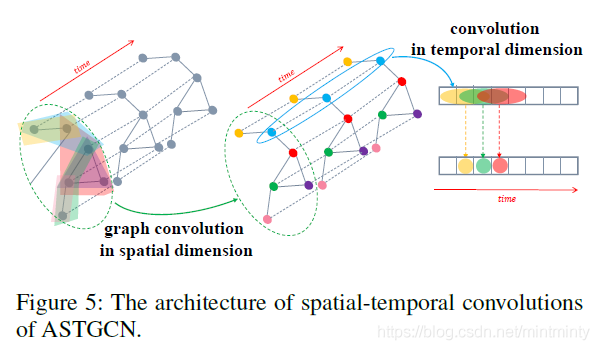 convolution
in temporal dimension
time
time
time
graph convolution
in spatial dimension
Figure 5: The architecture of spatial-temporal convolutions
of ASTGCN.
https://blog.csdn.net/mintminty